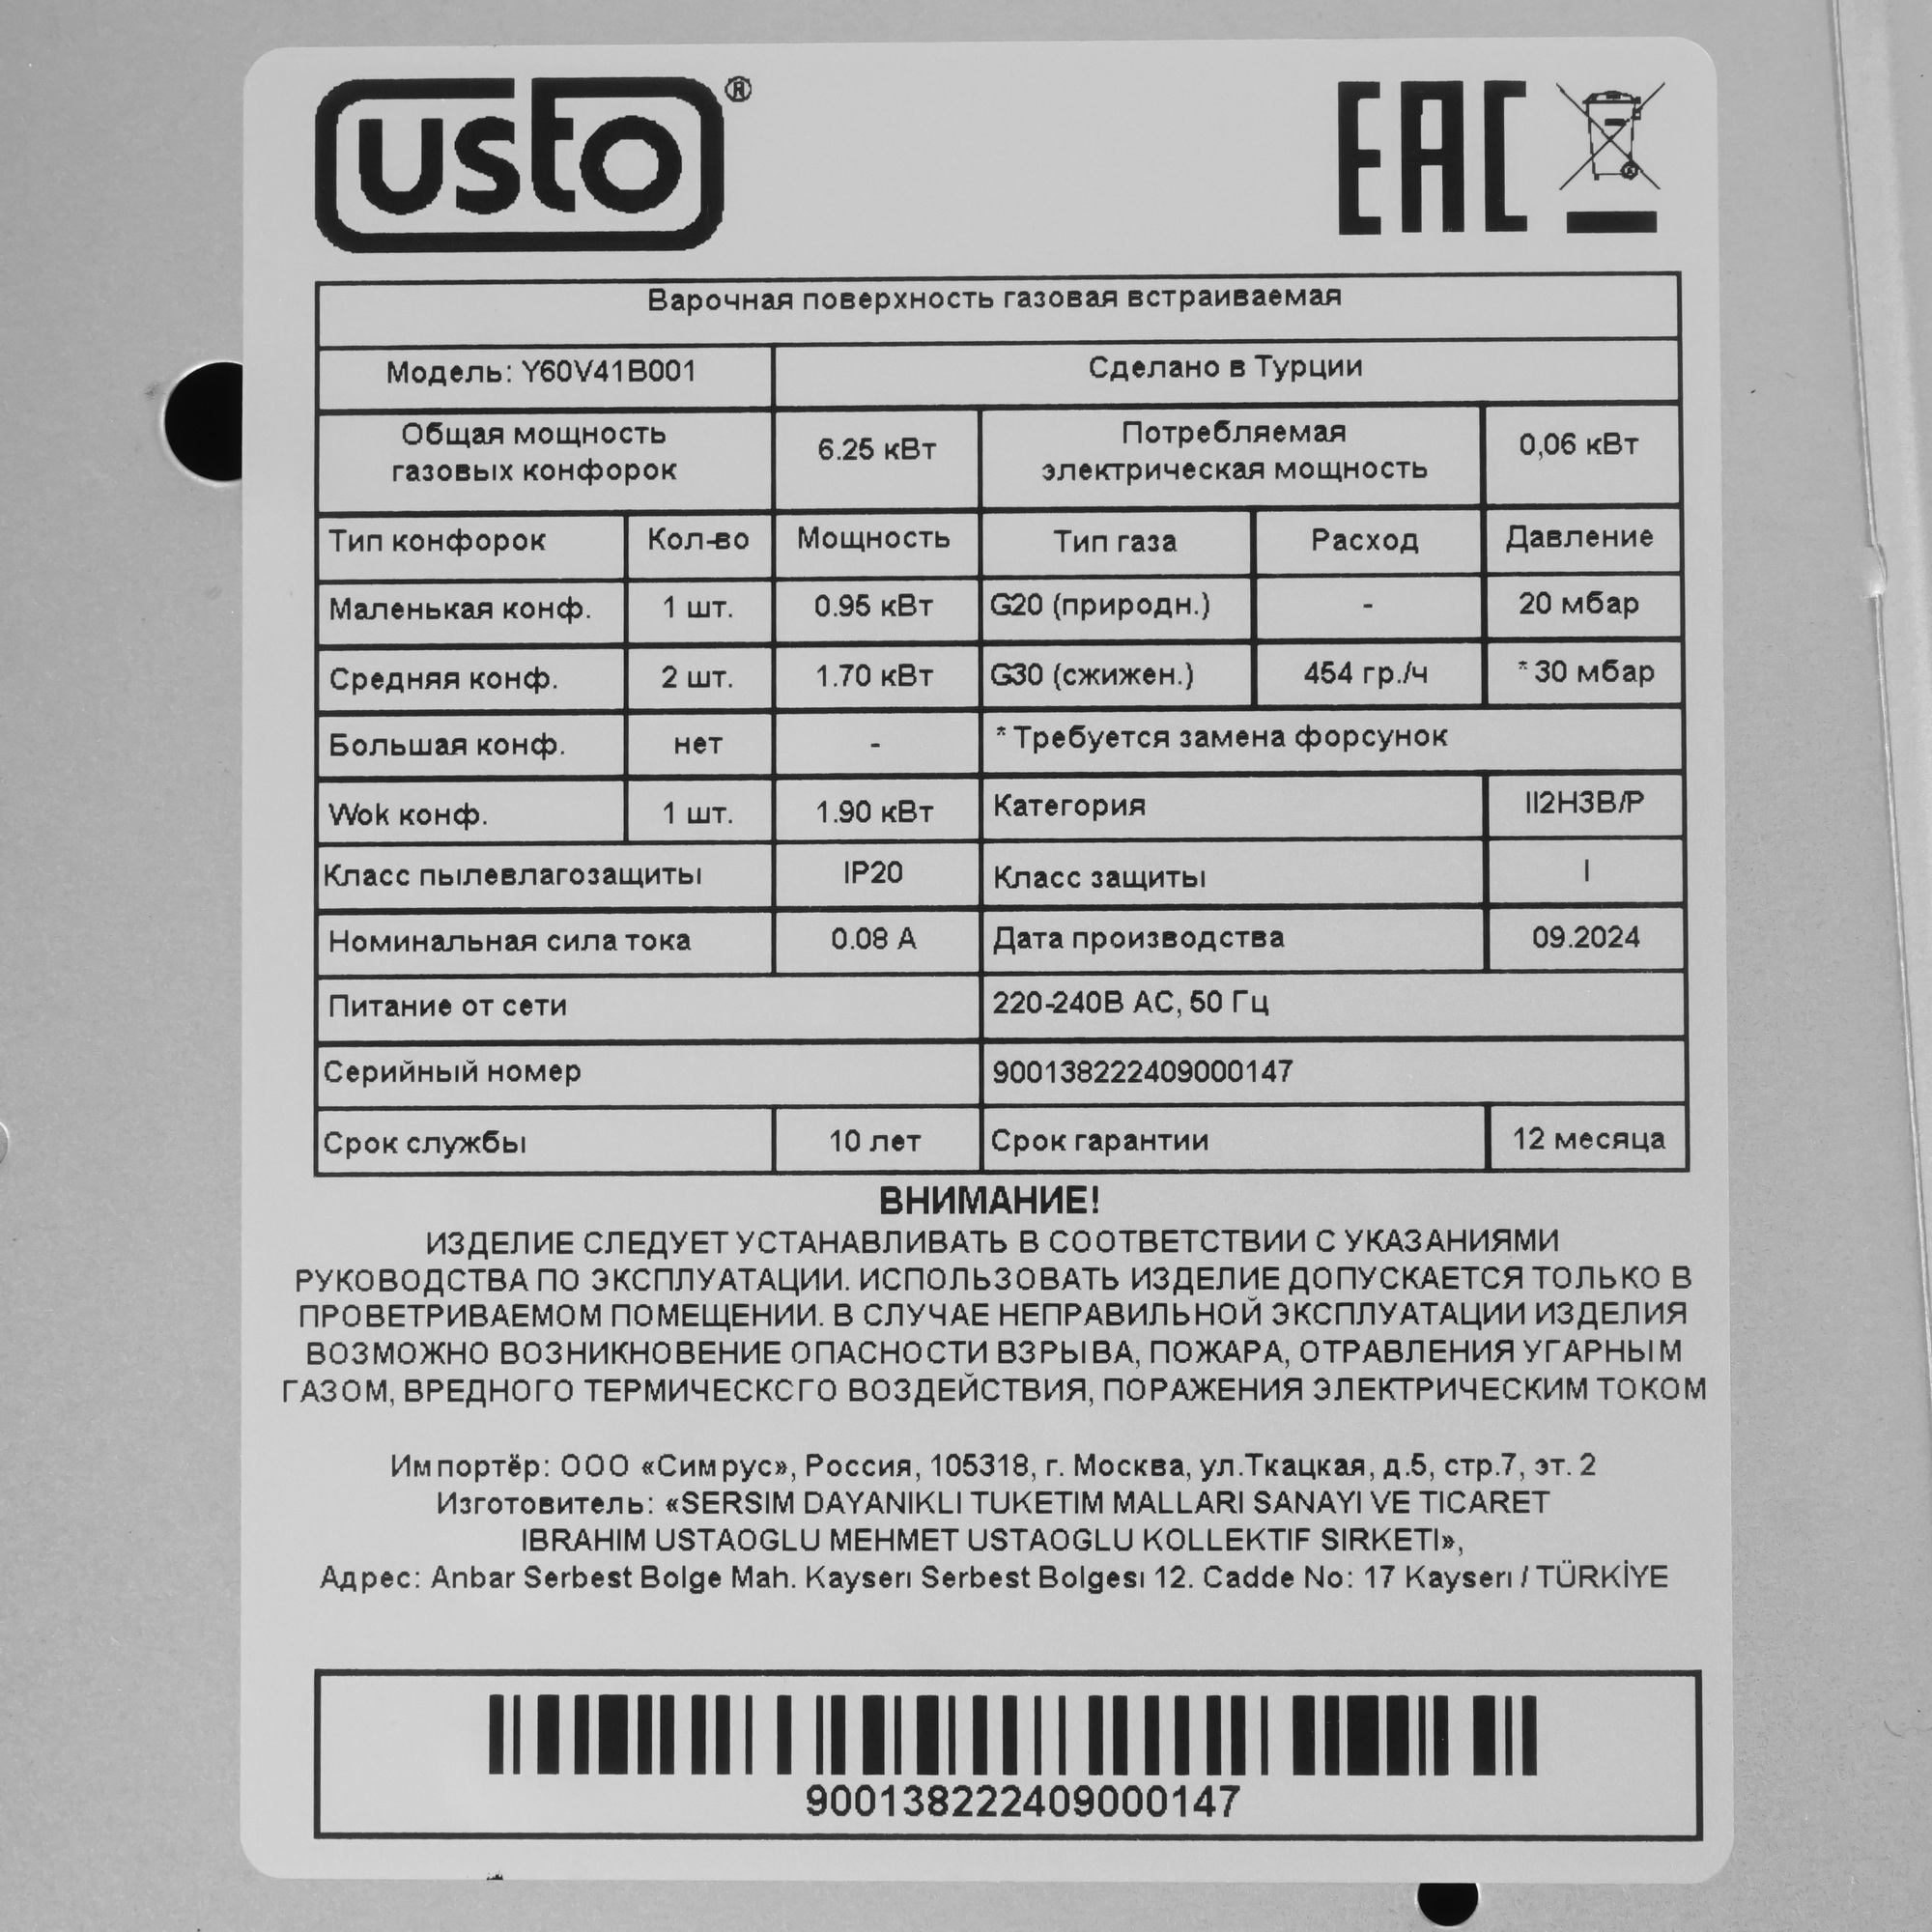 usto®
EAC
Варочная поверхность газовая встраиваемая
Модель: Y60V41B001 Сделано в Турции
Общая мощность газовых конфорок 6.25 кВт Потребляемая электрическая мощность 0,06 кВт
Тип конфорок Кол-во Мощность Тип газа Расход Давление
Маленькая конф. 1 шт. 0.95 кВт G20 (природн.) - 20 мбар
Средняя конф. 2 шт. 1.70 кВт G30 (сжижен.) 454 гр./ч *30 мбар
Большая конф. нет - * Требуется замена форсунок
Wok конф. 1 шт. 1.90 кВт Категория II2H3B/P
Класс пылевлагозащиты IP20 Класс защиты I
Номинальная сила тока 0.08 А Дата производства 09.2024
Питание от сети 220-240В АС, 50 Гц
Серийный номер 900138222409000147
Срок службы 10 лет Срок гарантии 12 месяца
ВНИМАНИЕ!
ИЗДЕЛИЕ СЛЕДУЕТ УСТАНАВЛИВАТЬ В СООТВЕТСТВИИ С УКАЗАНИЯМИ
РУКОВОДСТВА ПО ЭКСПЛУАТАЦИИ. ИСПОЛЬЗОВАТЬ ИЗДЕЛИЕ ДОПУСКАЕТСЯ ТОЛЬКО В
ПРОВЕТРИВАЕМОМ ПОМЕЩЕНИИ. В СЛУЧАЕ НЕПРАВИЛЬНОЙ ЭКСПЛУАТАЦИИ ИЗДЕЛИЯ
ВОЗМОЖНО ВОЗНИКНОВЕНИЕ ОПАСНОСТИ ВЗРЫВА, ПОЖАРА, ОТРАВЛЕНИЯ УГАРНЫМ
ГАЗОМ, ВРЕДНОГО ТЕРМИЧЕСКСГО ВОЗДЕЙСТВИЯ, ПОРАЖЕНИЯ ЭЛЕКТРИЧЕСКИМ ТОКОМ
Импортёр: ООО «Симрус», Россия, 105318, г. Москва, ул.Ткацкая, д.5, стр.7, эт. 2
Изготовитель: «SERSIM DAYANIKLI TUKETIM MALLARI SANAYI VE TICARET
IBRAHIM USTAOGLU MEHMET USTAOGLU KOLLEKTIF SIRKETI»,
Адрес: Anbar Serbest Bolge Mah. Kayserı Serbest Bolgesı 12. Cadde No: 17 Kayserı / TÜRKİYE
900138222409000147